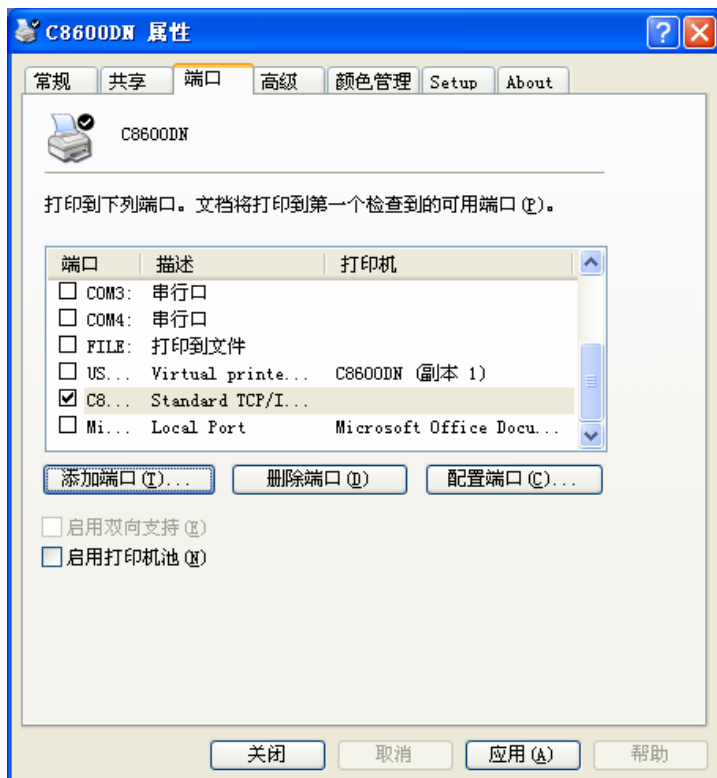 C8600DN 属性
常规 共享 端口 高级 颜色管理 Setup About
C8600DN
打印到下列端口。文档将打印到第一个检查到的可用端口(P)。
端口 描述 打印机
COM3: 串行口
COM4: 串行口
FILE: 打印到文件
US... Virtual printe... C8600DN (副本 1)
C8... Standard TCP/I...
Mi... Local Port Microsoft Office Docu...
添加端口(T)... 删除端口(D) 配置端口(C)...
启用双向支持(E)
启用打印机池(N)
关闭 取消 应用(A) 帮助